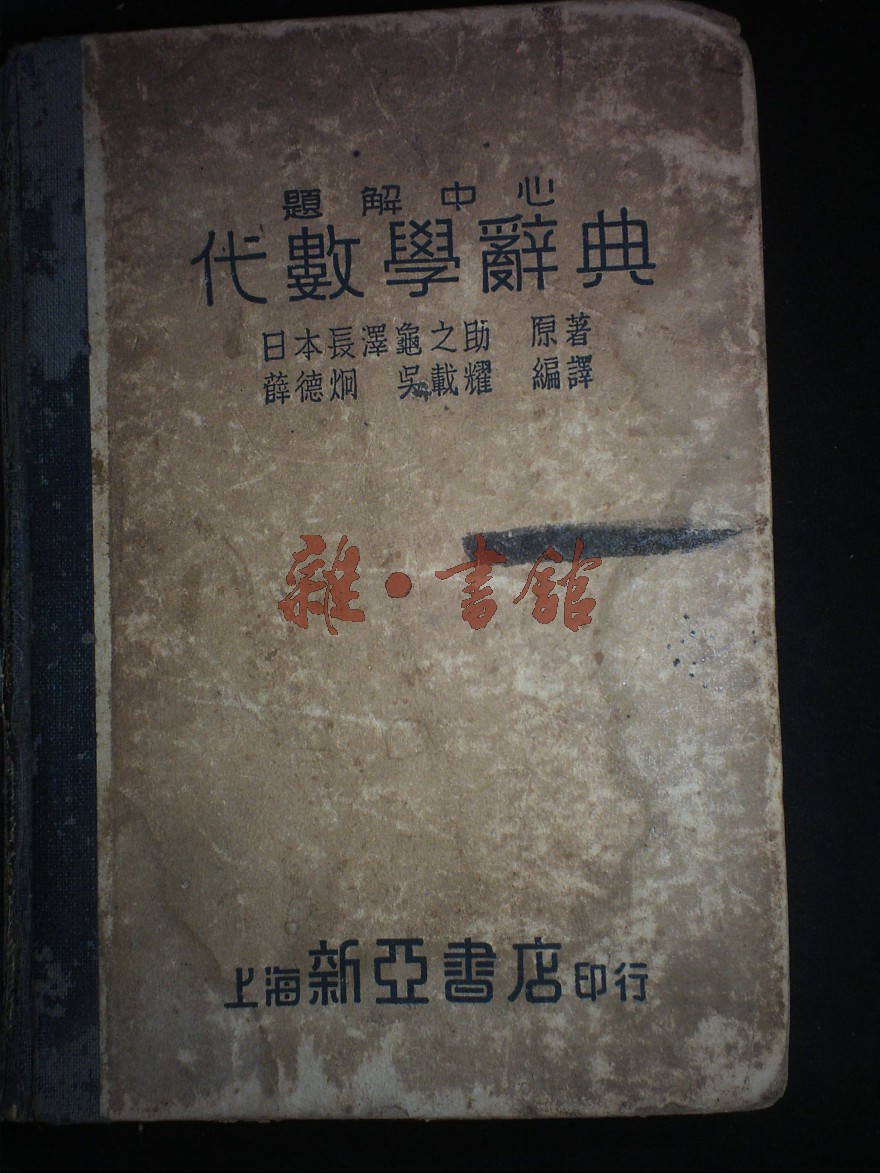 題解中心
代數學辭典
日本長澤龜之助 原著
薛德炯 吳載耀 編譯
雜·書館
上海新亞書店印行